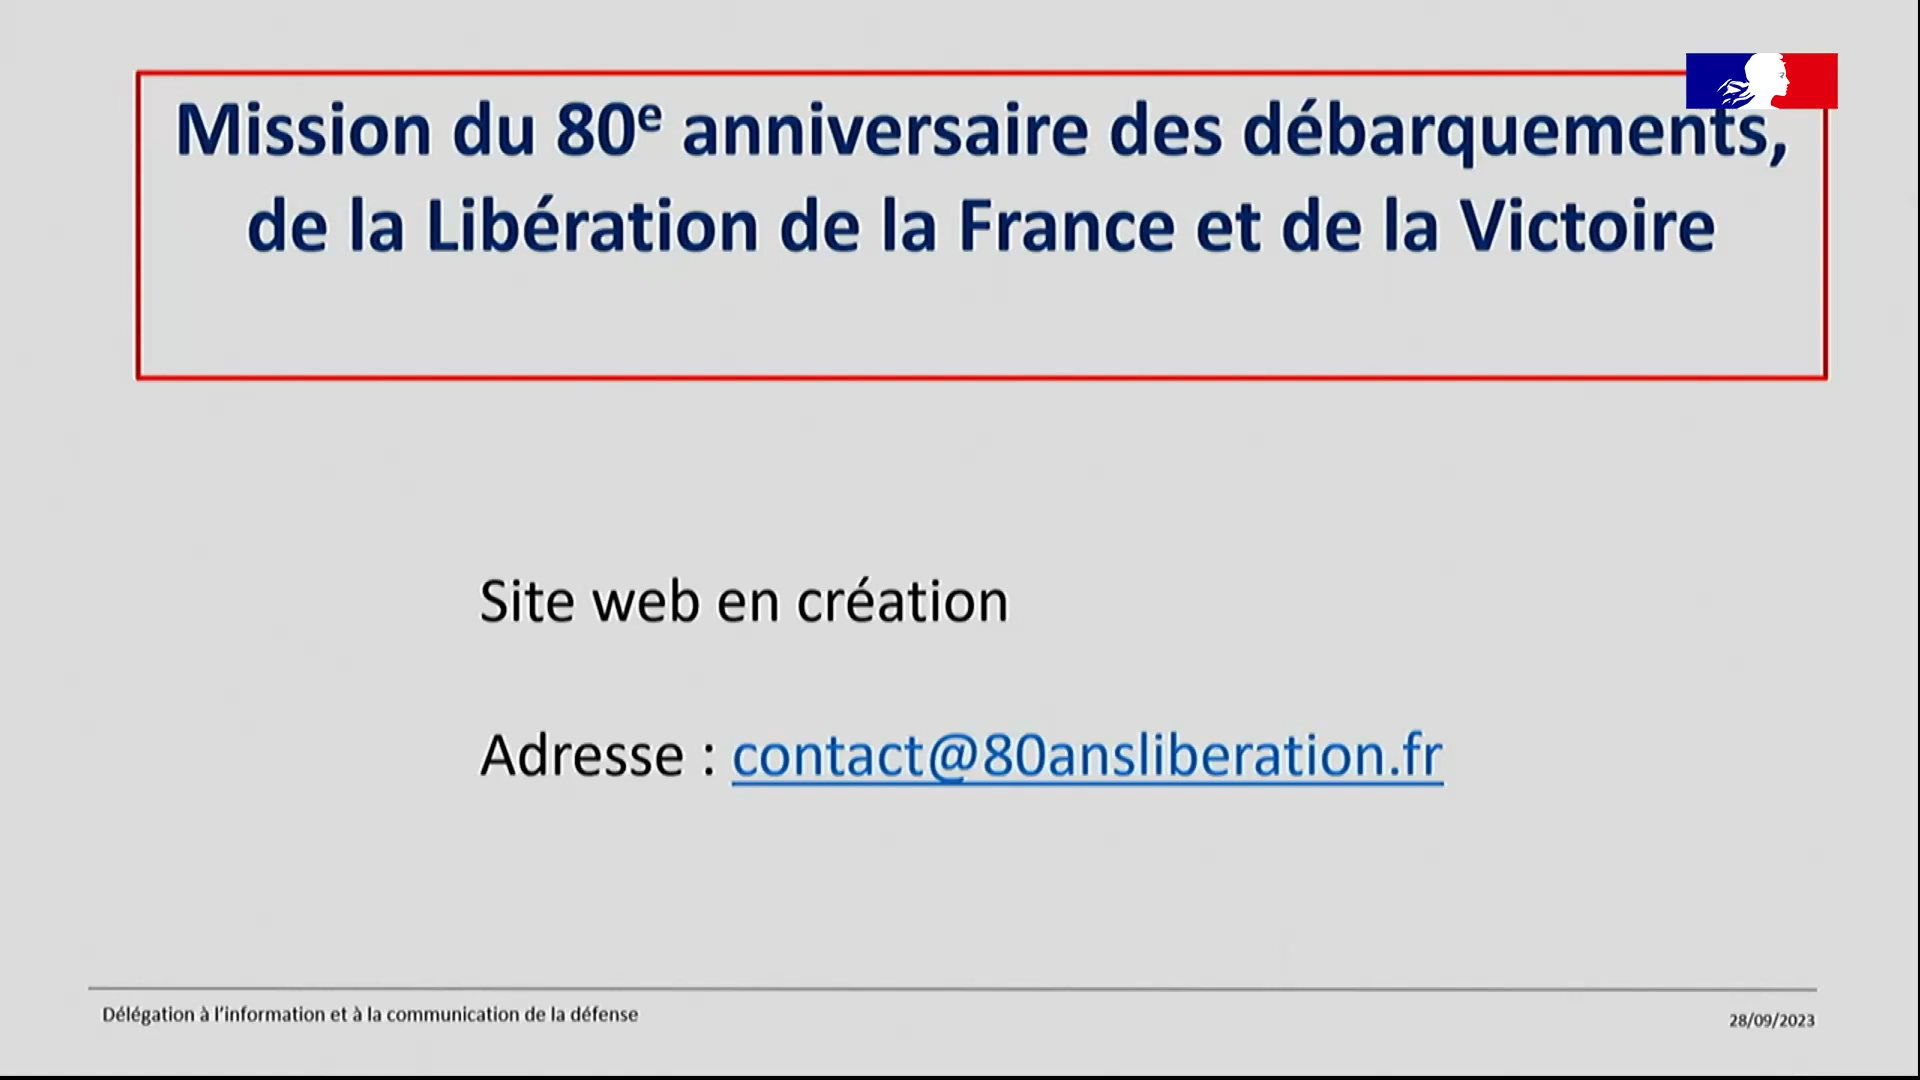 Mission du 80e anniversaire des débarquements,
de la Libération de la France et de la Victoire
Site web en création
Adresse : contact@80ansliberation.fr
Délégation à l'information et à la communication de la défense
28/09/2023